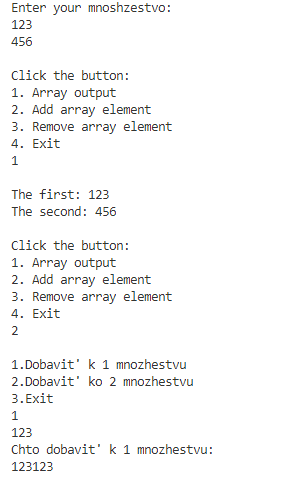 Enter your mnoshzestvo:
123
456
Click the button:
1. Array output
2. Add array element
3. Remove array element
4. Exit
1
The first: 123
The second: 456
Click the button:
1. Array output
2. Add array element
3. Remove array element
4. Exit
2
1.Dobavit' k 1 mnozhestvu
2.Dobavit' ko 2 mnozhestvu
3.Exit
1
123
Chto dobavit' k 1 mnozhestvu:
123123